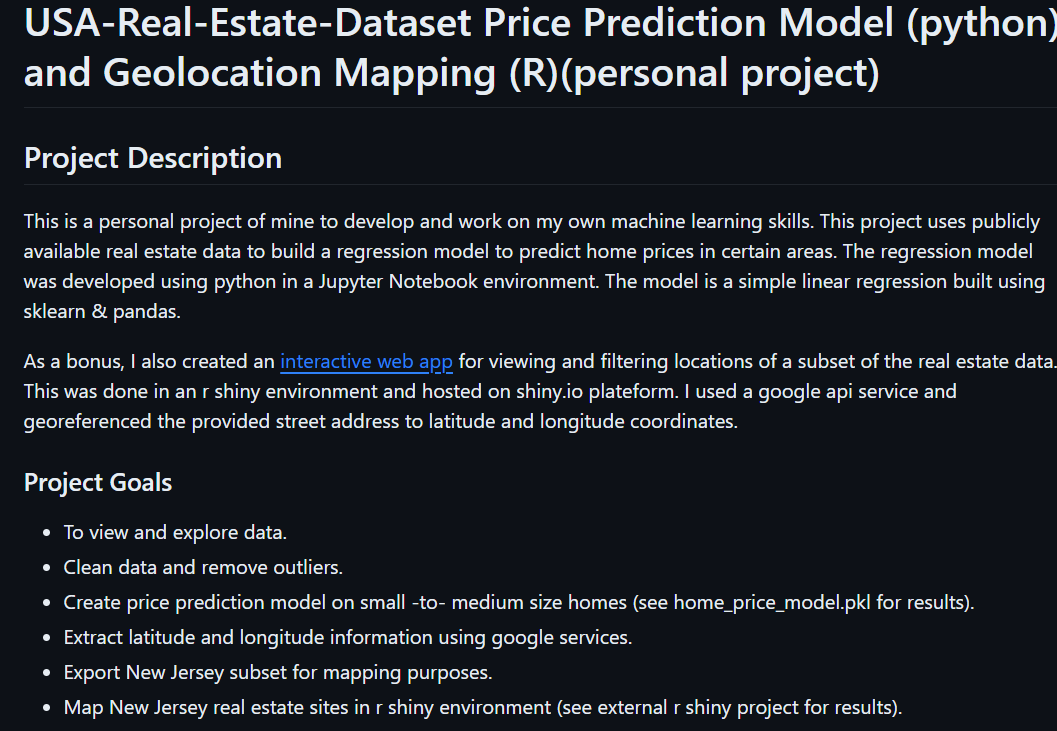 USA-Real-Estate-Dataset Price Prediction Model (python)
and Geolocation Mapping (R)(personal project)
Project Description
This is a personal project of mine to develop and work on my own machine learning skills. This project uses publicly
available real estate data to build a regression model to predict home prices in certain areas. The regression model
was developed using python in a Jupyter Notebook environment. The model is a simple linear regression built using
sklearn & pandas.
As a bonus, I also created an interactive web app for viewing and filtering locations of a subset of the real estate data.
This was done in an r shiny environment and hosted on shiny.io plateform. I used a google api service and
georeferenced the provided street address to latitude and longitude coordinates.
Project Goals
• To view and explore data.
• Clean data and remove outliers.
• Create price prediction model on small -to- medium size homes (see home_price_model.pkl for results).
• Extract latitude and longitude information using google services.
• Export New Jersey subset for mapping purposes.
• Map New Jersey real estate sites in r shiny environment (see external r shiny project for results).